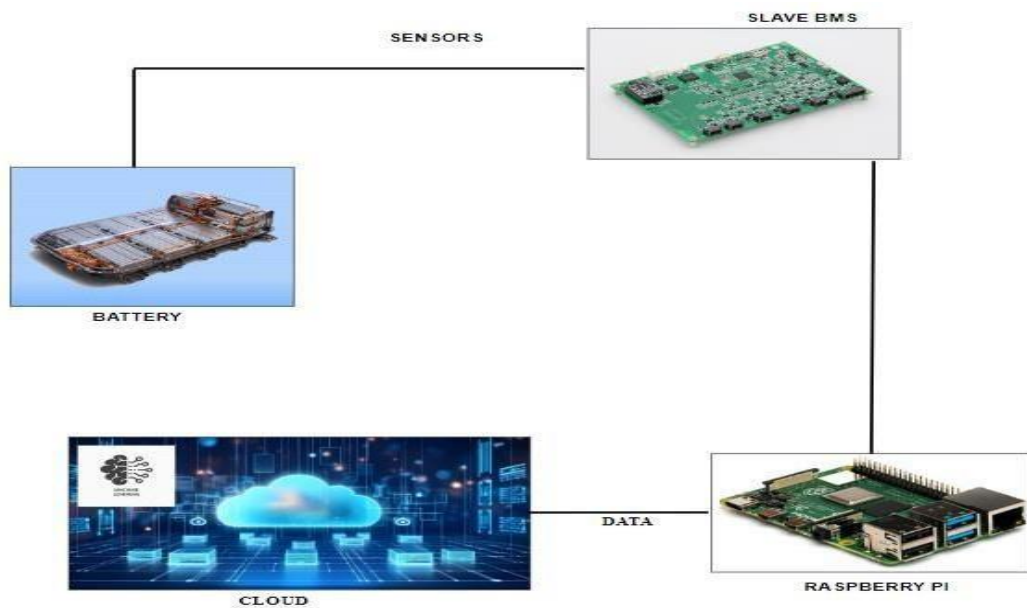 SLAVE BMS
SENSORS
BATTERY
DATA
RASPBERRY PI
CLOUD